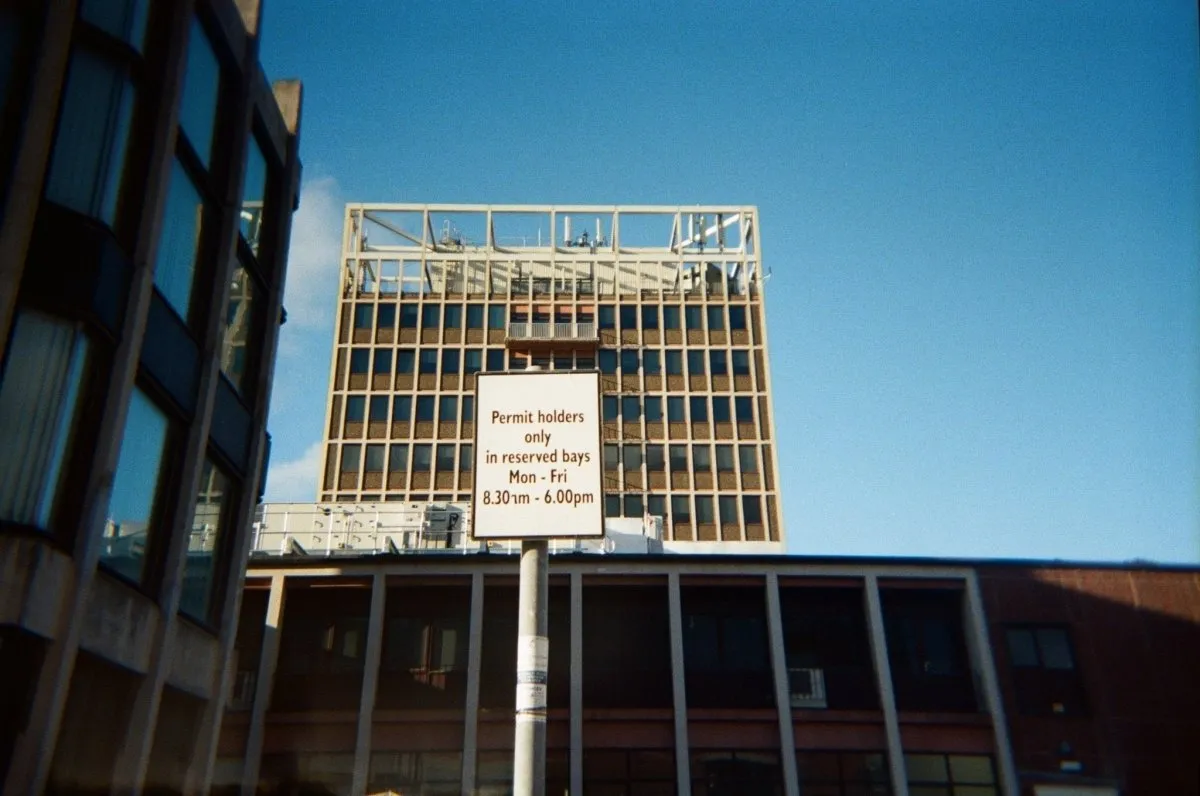 Permit holders
only
in reserved bays
Mon - Fri
8.30am - 6.00pm